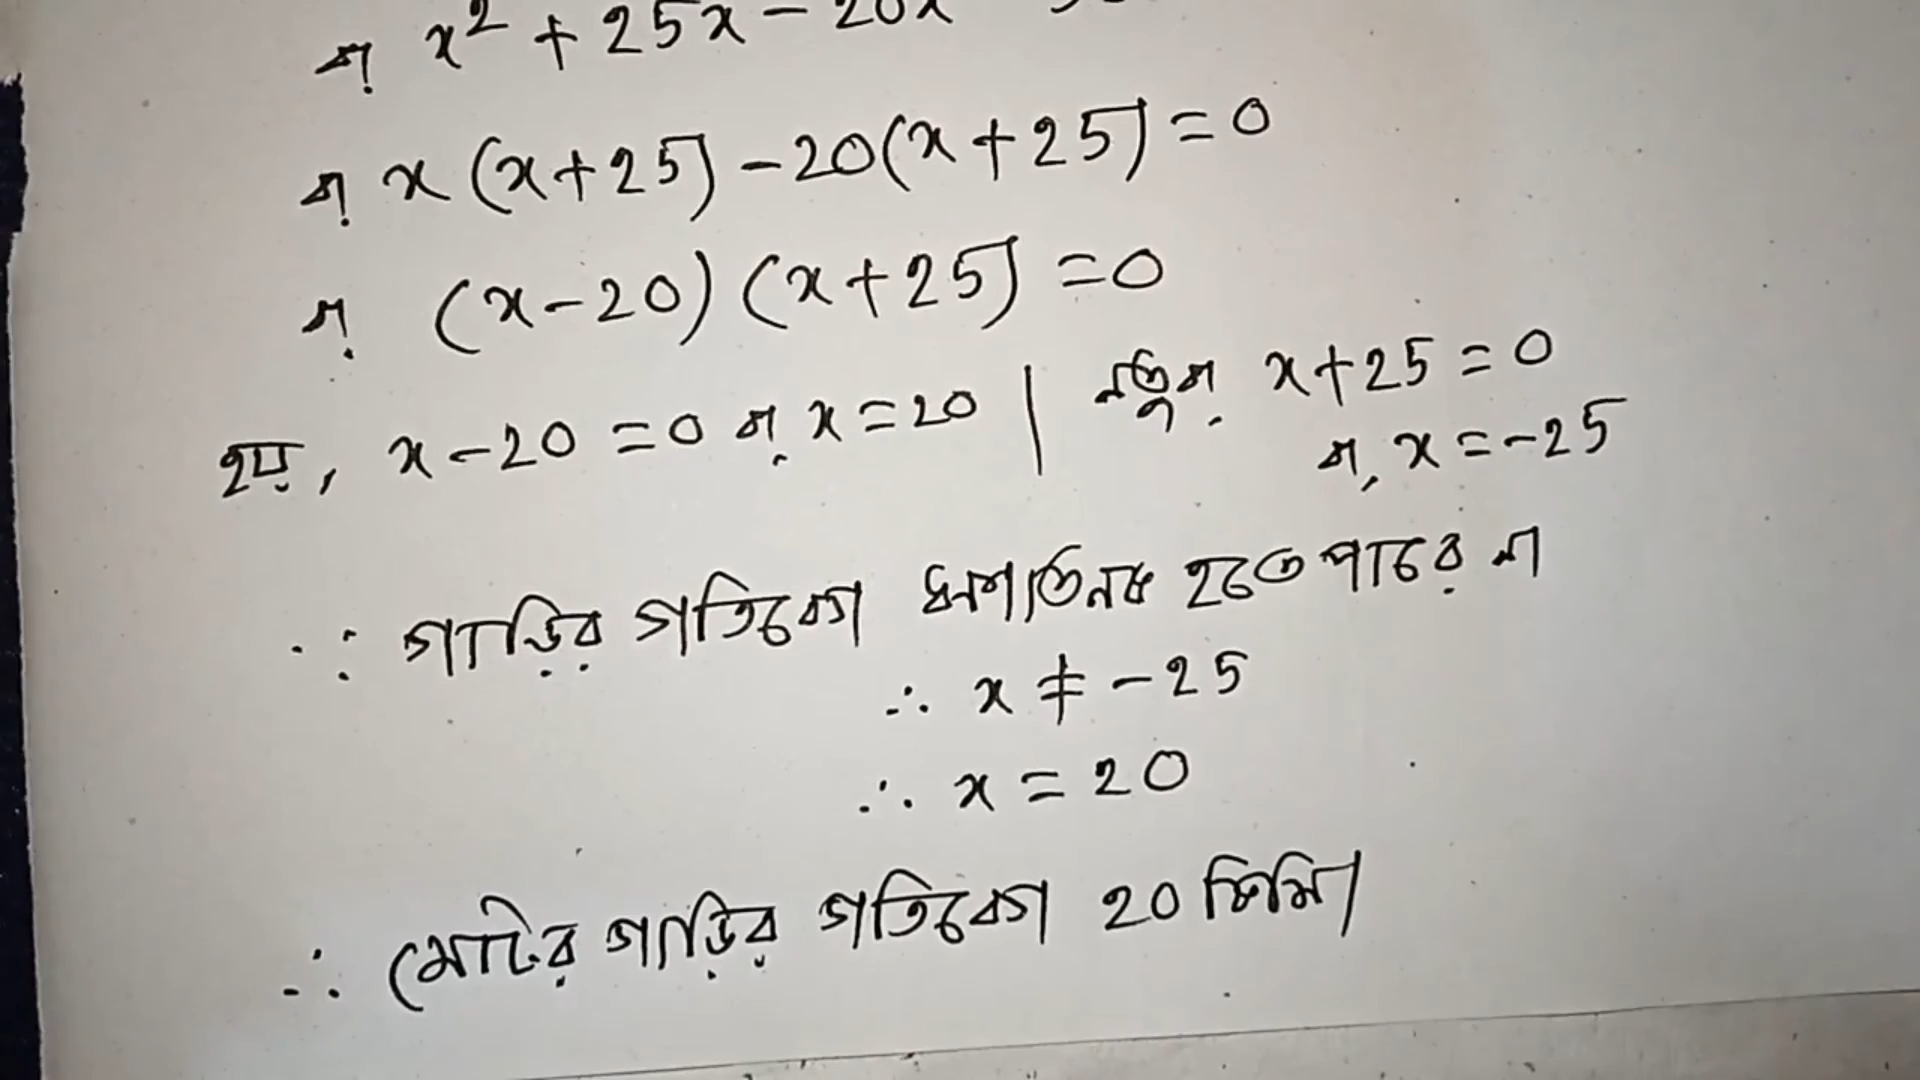 বা x² + 25x - 20x
বা x (x+25) - 20 (x+25) = 0
বা (x-20) (x+25) = 0
হয়, x-20 = 0 বা x = 20 | নতুবা x+25 = 0
বা, x = -25
∵ গাড়ির গতিবেগ ঋণাত্মক হতে পারে না
∴ x ≠ -25
∴ x = 20
∴ মোটর গাড়ির গতিবেগ 20 কিমি।